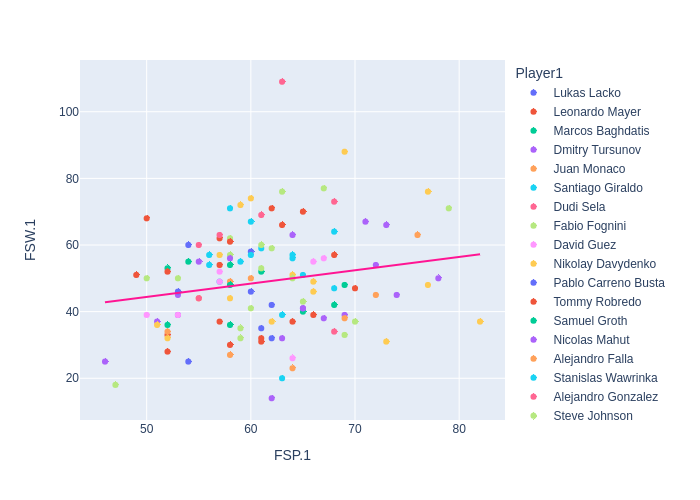 Player1
Lukas Lacko
Leonardo Mayer
Marcos Baghdatis
Dmitry Tursunov
Juan Monaco
Santiago Giraldo
Dudi Sela
Fabio Fognini
David Guez
Nikolay Davydenko
Pablo Carreno Busta
Tommy Robredo
Samuel Groth
Nicolas Mahut
Alejandro Falla
Stanislas Wawrinka
Alejandro Gonzalez
Steve Johnson
FSW.1
100
80
60
40
20
50 60 70 80
FSP.1